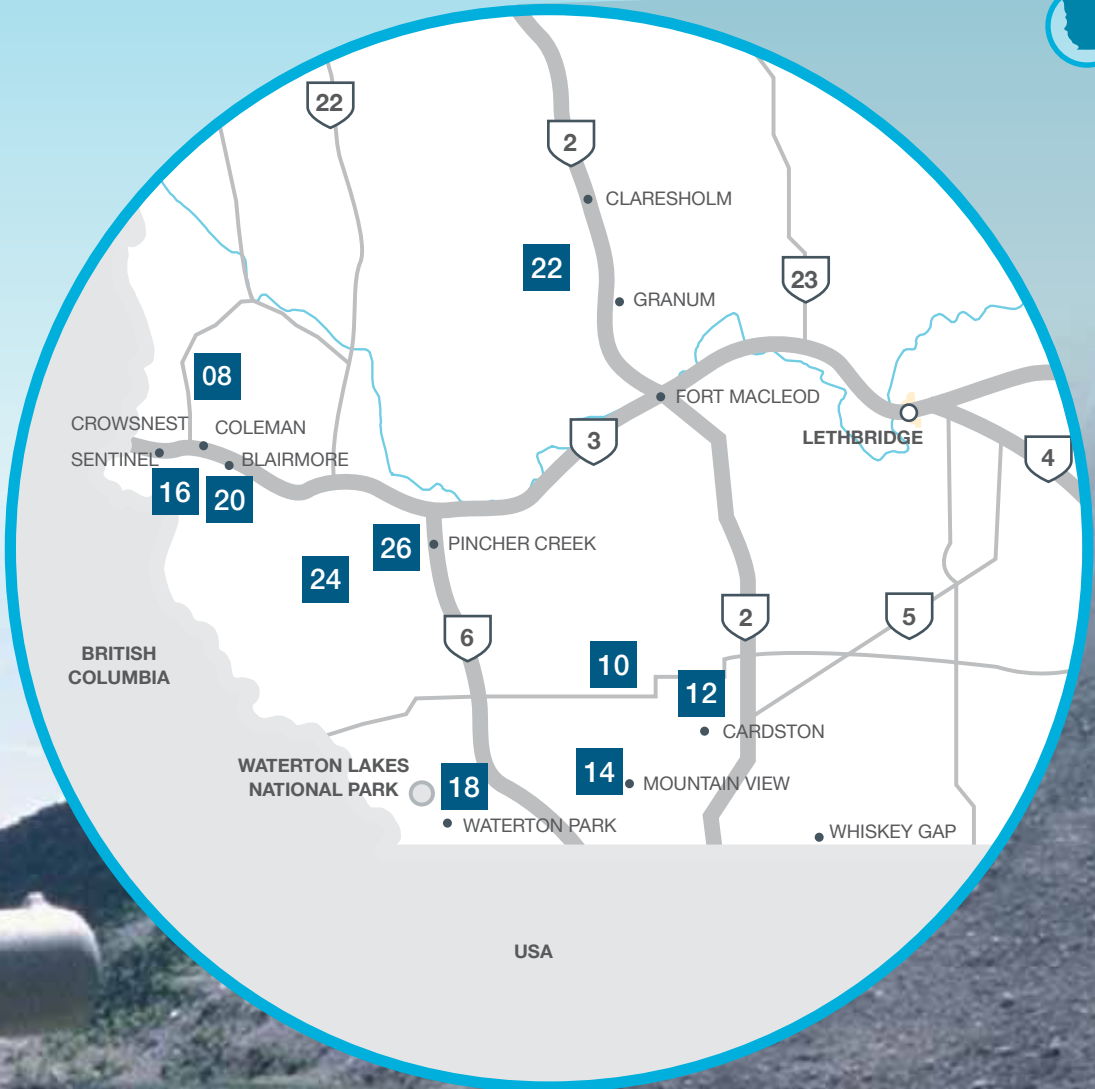 22
2
CLARESHOLM
22
23
GRANUM
08
FORT MACLEOD
CROWSNEST
COLEMAN
LETHBRIDGE
3
SENTINEL
BLAIRMORE
4
16
20
26
PINCHER CREEK
24
6
2
5
BRITISH
COLUMBIA
10
12
CARDSTON
WATERTON LAKES
NATIONAL PARK
18
14
MOUNTAIN VIEW
WATERTON PARK
WHISKEY GAP
USA